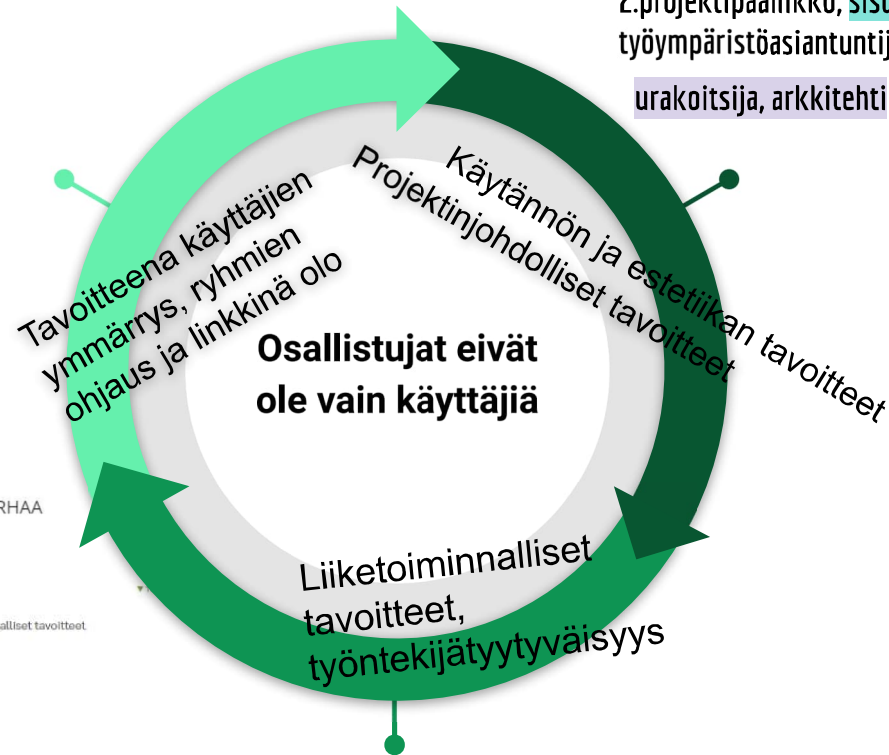 2.projektipäällikkö,
työympäristöasiantuntij
urakoitsija, arkkitehti
Käytännön ja estetiikan tavoitteet
Projektinjohdolliset tavoitteet
Tavoitteena käyttäjien
ymmärrys, ryhmien
ohjaus ja linkkinä olo
Osallistujat eivät
ole vain käyttäjiä
RHAA
alliset tavoitteet
Liiketoiminnalliset
tavoitteet,
työntekijätyytyväisyys